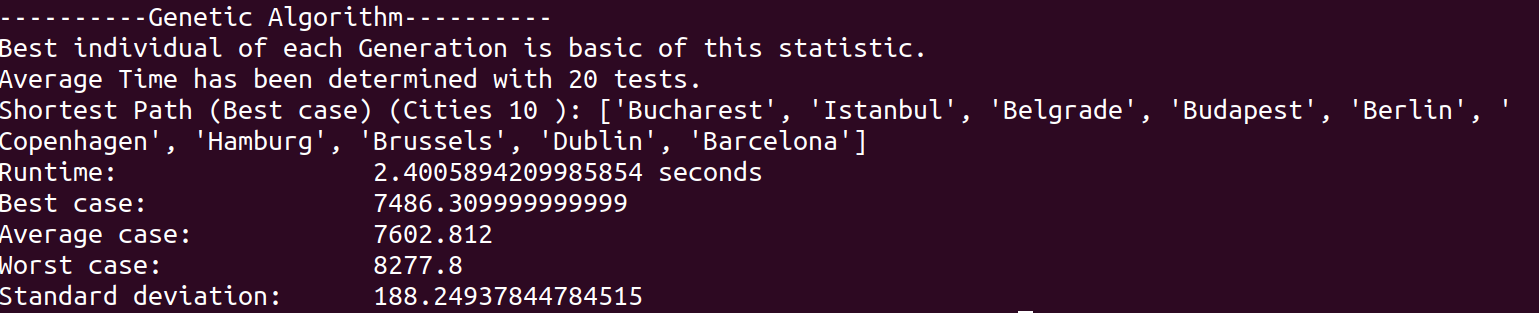 ----------Genetic Algorithm----------
Best individual of each Generation is basic of this statistic.
Average Time has been determined with 20 tests.
Shortest Path (Best case) (Cities 10 ): ['Bucharest', 'Istanbul', 'Belgrade', 'Budapest', 'Berlin', '
Copenhagen', 'Hamburg', 'Brussels', 'Dublin', 'Barcelona']
Runtime:                 2.4005894209985854 seconds
Best case:               7486.309999999999
Average case:            7602.812
Worst case:              8277.8
Standard deviation:      188.24937844784515